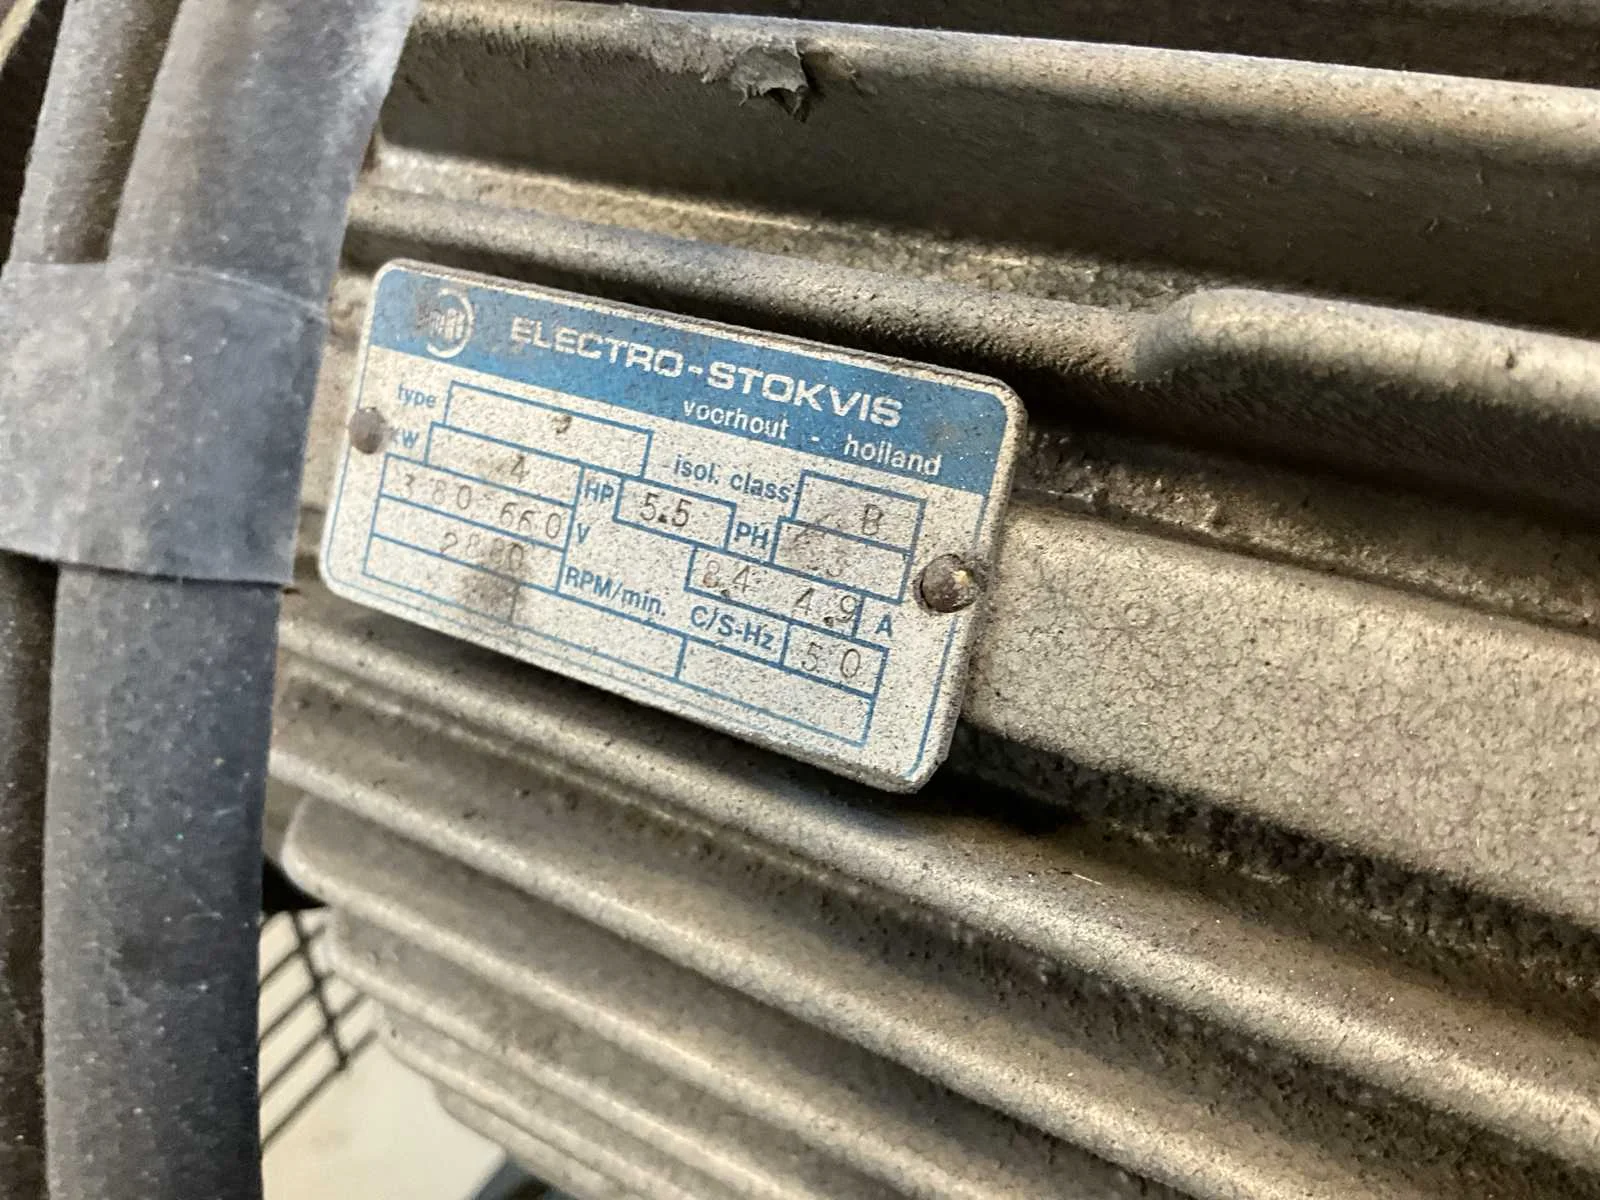 ELECTRO-STOKVIS
voorhout - holland
type isol. class B
kw 4 HP 5.5 PH 3
380-660 V 8.4 4.9 A
2880 RPM/min. C/S-Hz 50